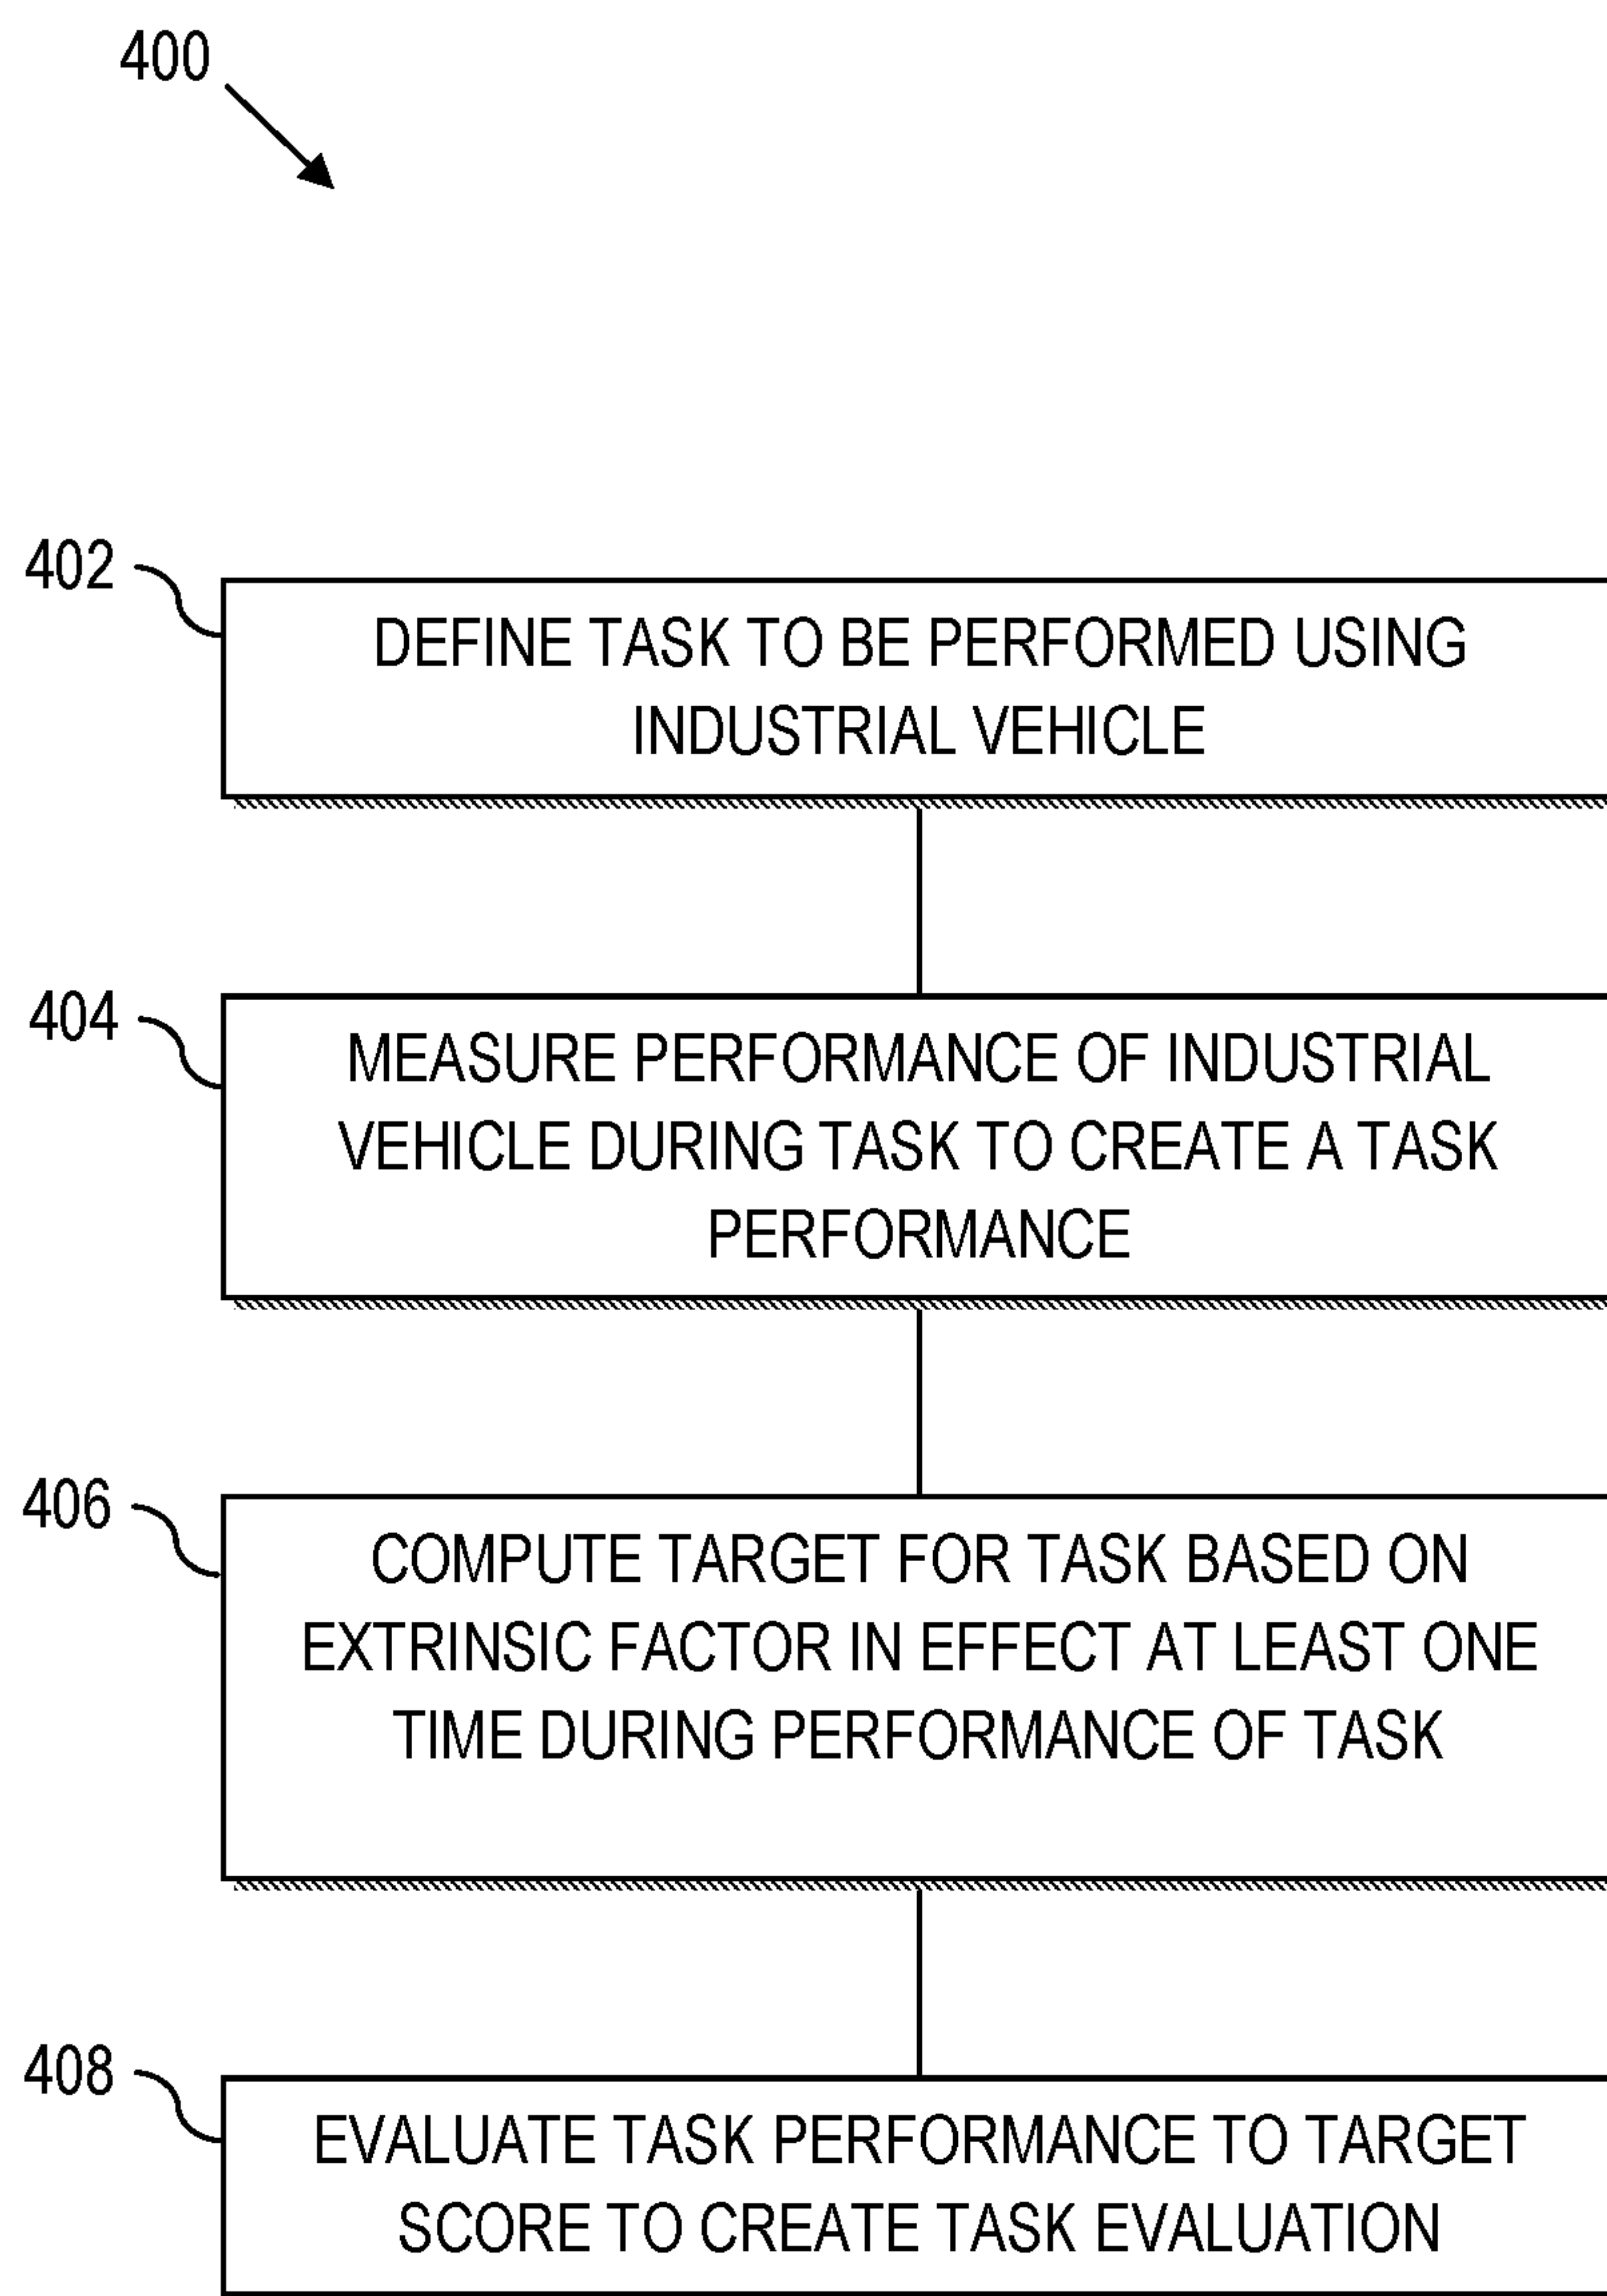 400
402
DEFINE TASK TO BE PERFORMED USING
INDUSTRIAL VEHICLE
404
MEASURE PERFORMANCE OF INDUSTRIAL
VEHICLE DURING TASK TO CREATE A TASK
PERFORMANCE
406
COMPUTE TARGET FOR TASK BASED ON
EXTRINSIC FACTOR IN EFFECT AT LEAST ONE
TIME DURING PERFORMANCE OF TASK
408
EVALUATE TASK PERFORMANCE TO TARGET
SCORE TO CREATE TASK EVALUATION